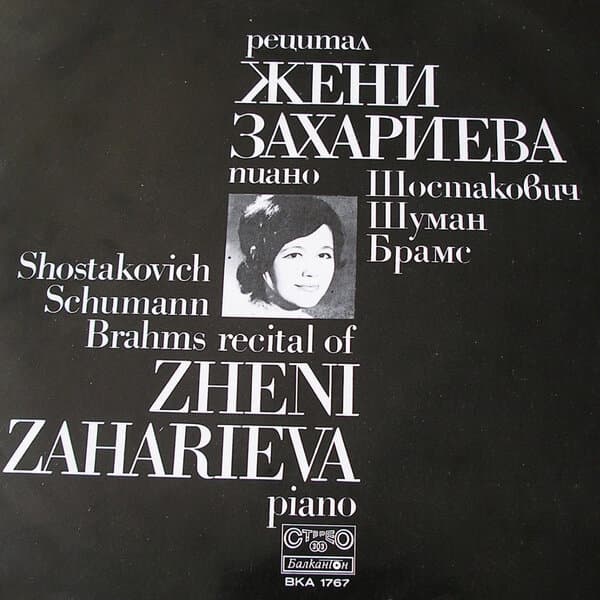 рецитал
ЖЕНИ
ЗАХАРИЕВА
пиано
Шостакович
Шуман
Брамс
Shostakovich
Schumann
Brahms recital of
ZHENI
ZAHARIEVA
piano
СТЕРЕО
33
Балкантон
ВКА 1767